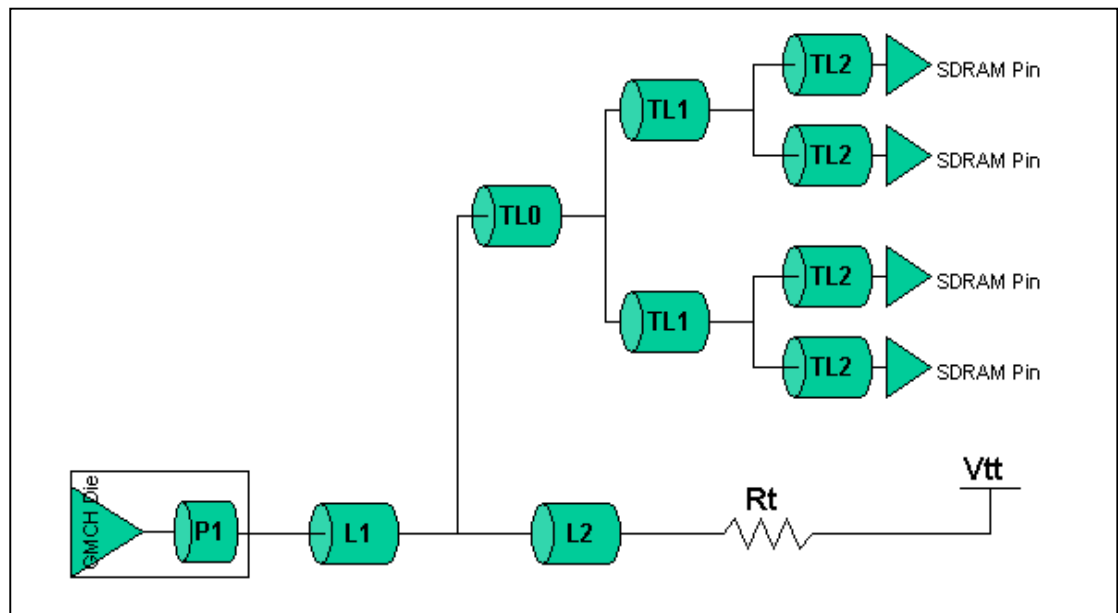 TL2
SDRAM Pin
TL1
TL2
SDRAM Pin
TL0
TL2
SDRAM Pin
TL1
TL2
SDRAM Pin
GMCH Die
P1
L1
L2
Rt
Vtt